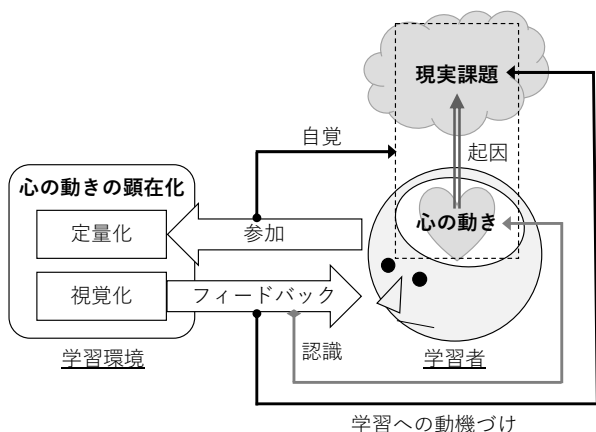 現実課題
自覚
起因
心の動きの顕在化
定量化
参加
心の動き
視覚化
フィードバック
認識
学習環境
学習者
学習への動機づけ